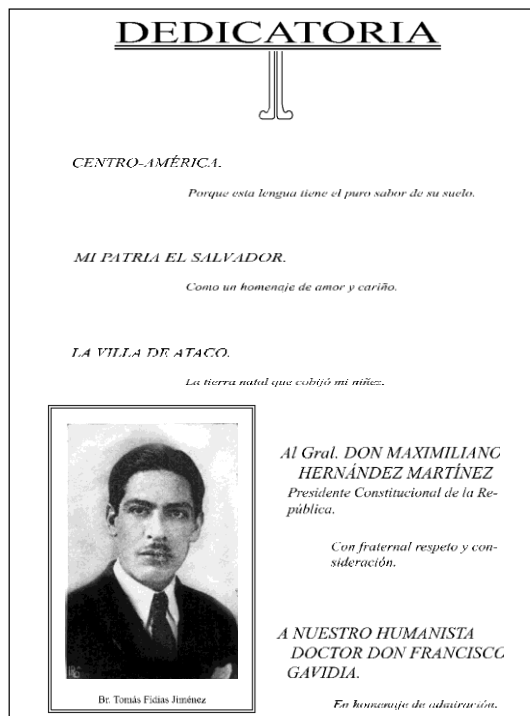 DEDICATORIA
CENTRO-AMÉRICA.
Porque esta lengua tiene el puro sabor de su suelo.
MI PATRIA EL SALVADOR.
Como un homenaje de amor y cariño.
LA VILLA DE ATACO.
La tierra natal que cobijó mi niñez.
Al Gral. DON MAXIMILIANO
HERNÁNDEZ MARTÍNEZ
Presidente Constitucional de la Re-
pública.
Con fraternal respeto y con-
sideración.
A NUESTRO HUMANISTA
DOCTOR DON FRANCISCO
GAVIDIA.
En homenaje de admiración.
Br. Tomás Fidias Jiménez